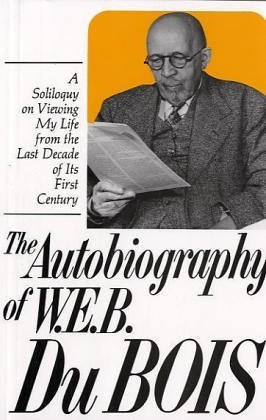 A
Soliloquy
on Viewing
My Life
from the
Last Decade
of Its
First
Century
The Autobiography
of W.E.B.
Du BOIS